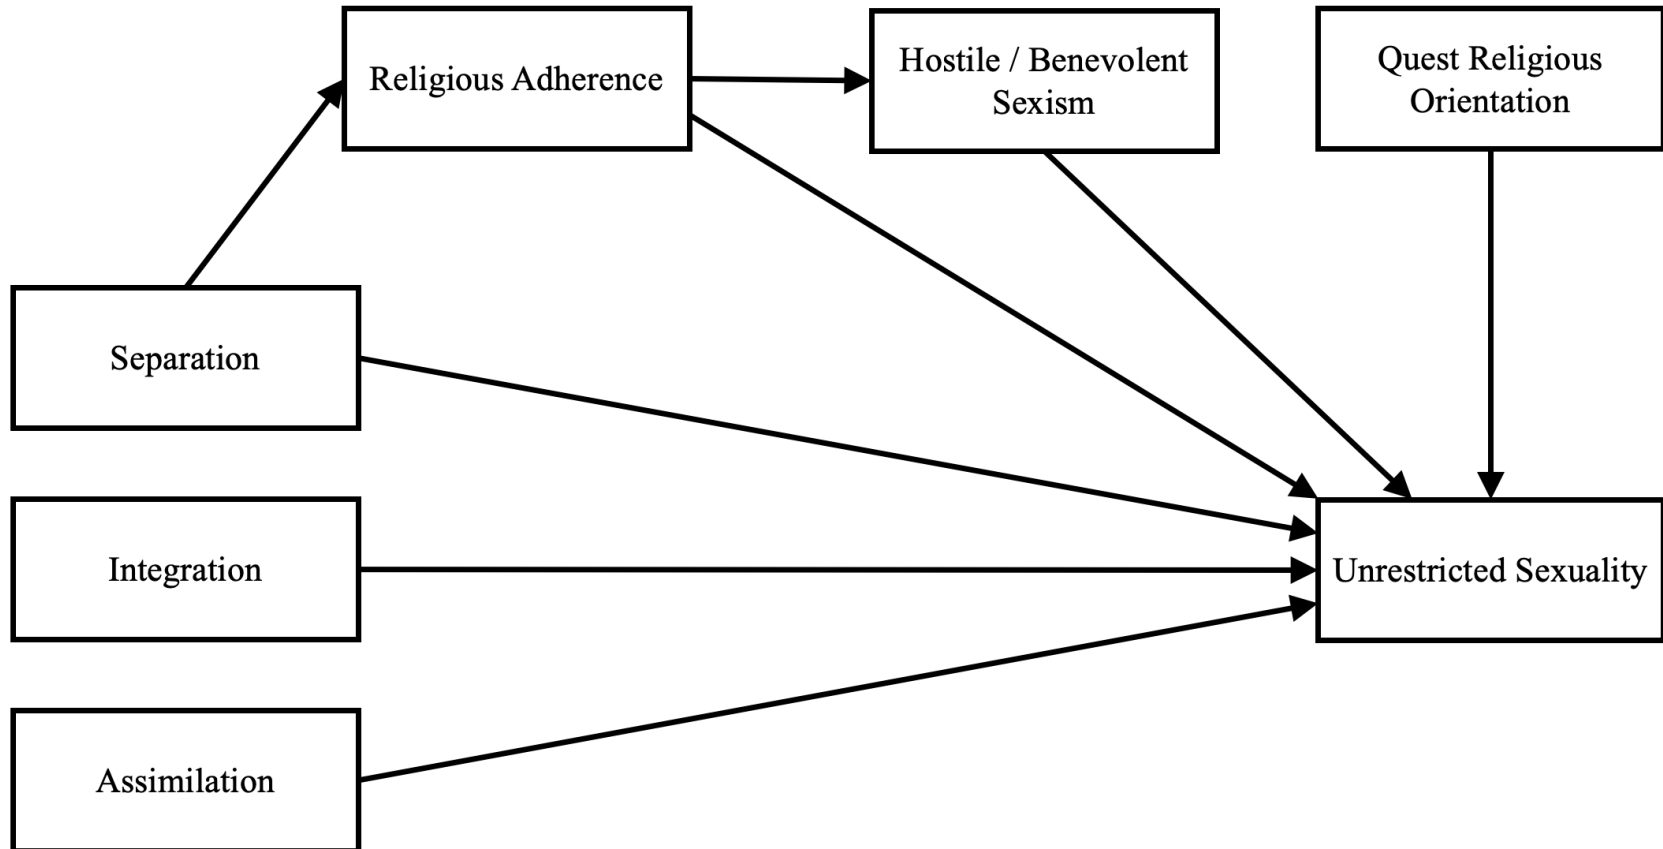 Religious Adherence
Hostile / Benevolent
Sexism
Quest Religious
Orientation
Separation
Integration
Unrestricted Sexuality
Assimilation